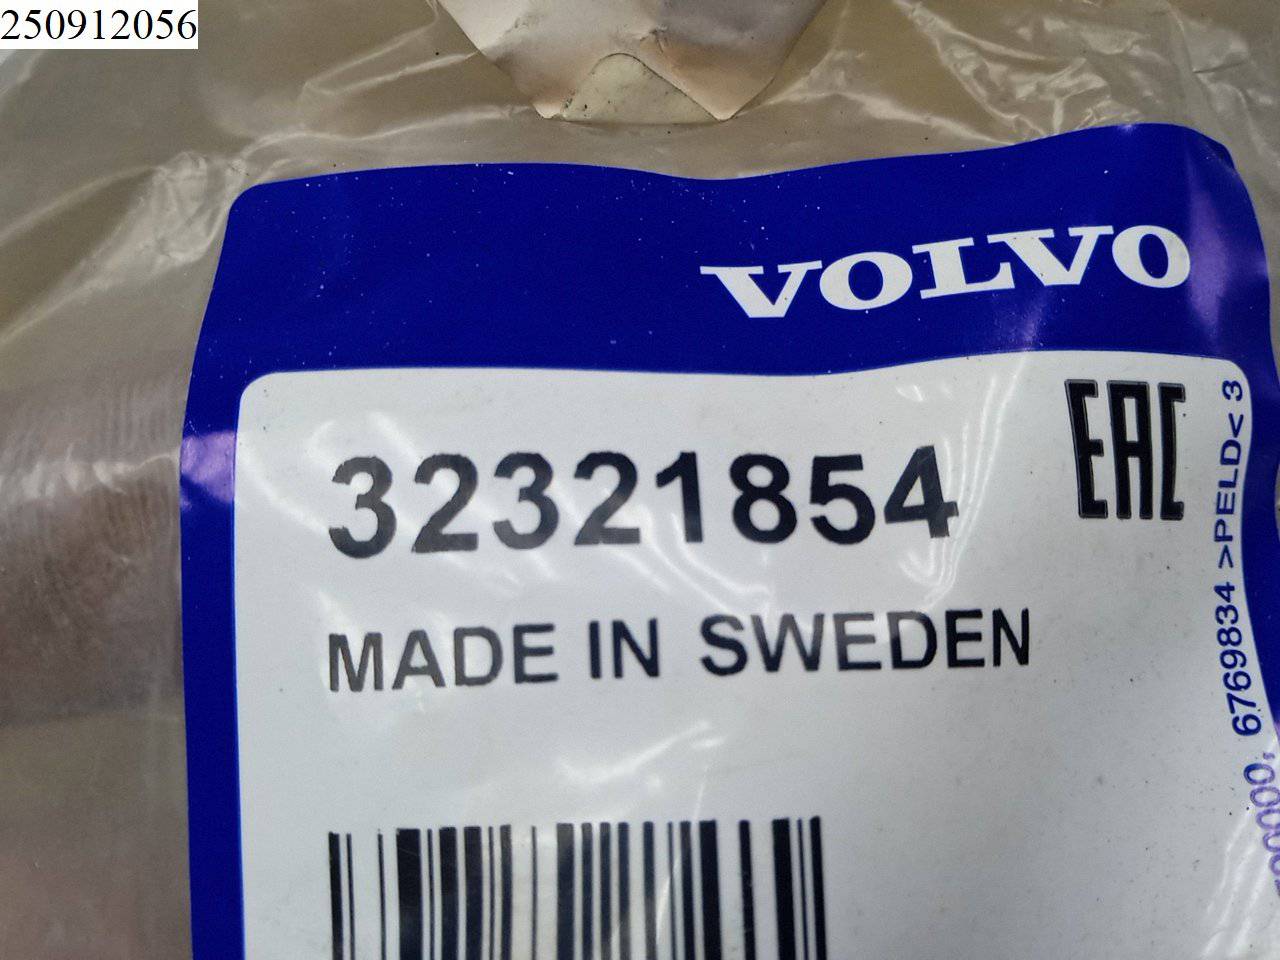 250912056
VOLVO
EAC
32321854
MADE IN SWEDEN
6769834 >PELD< 3